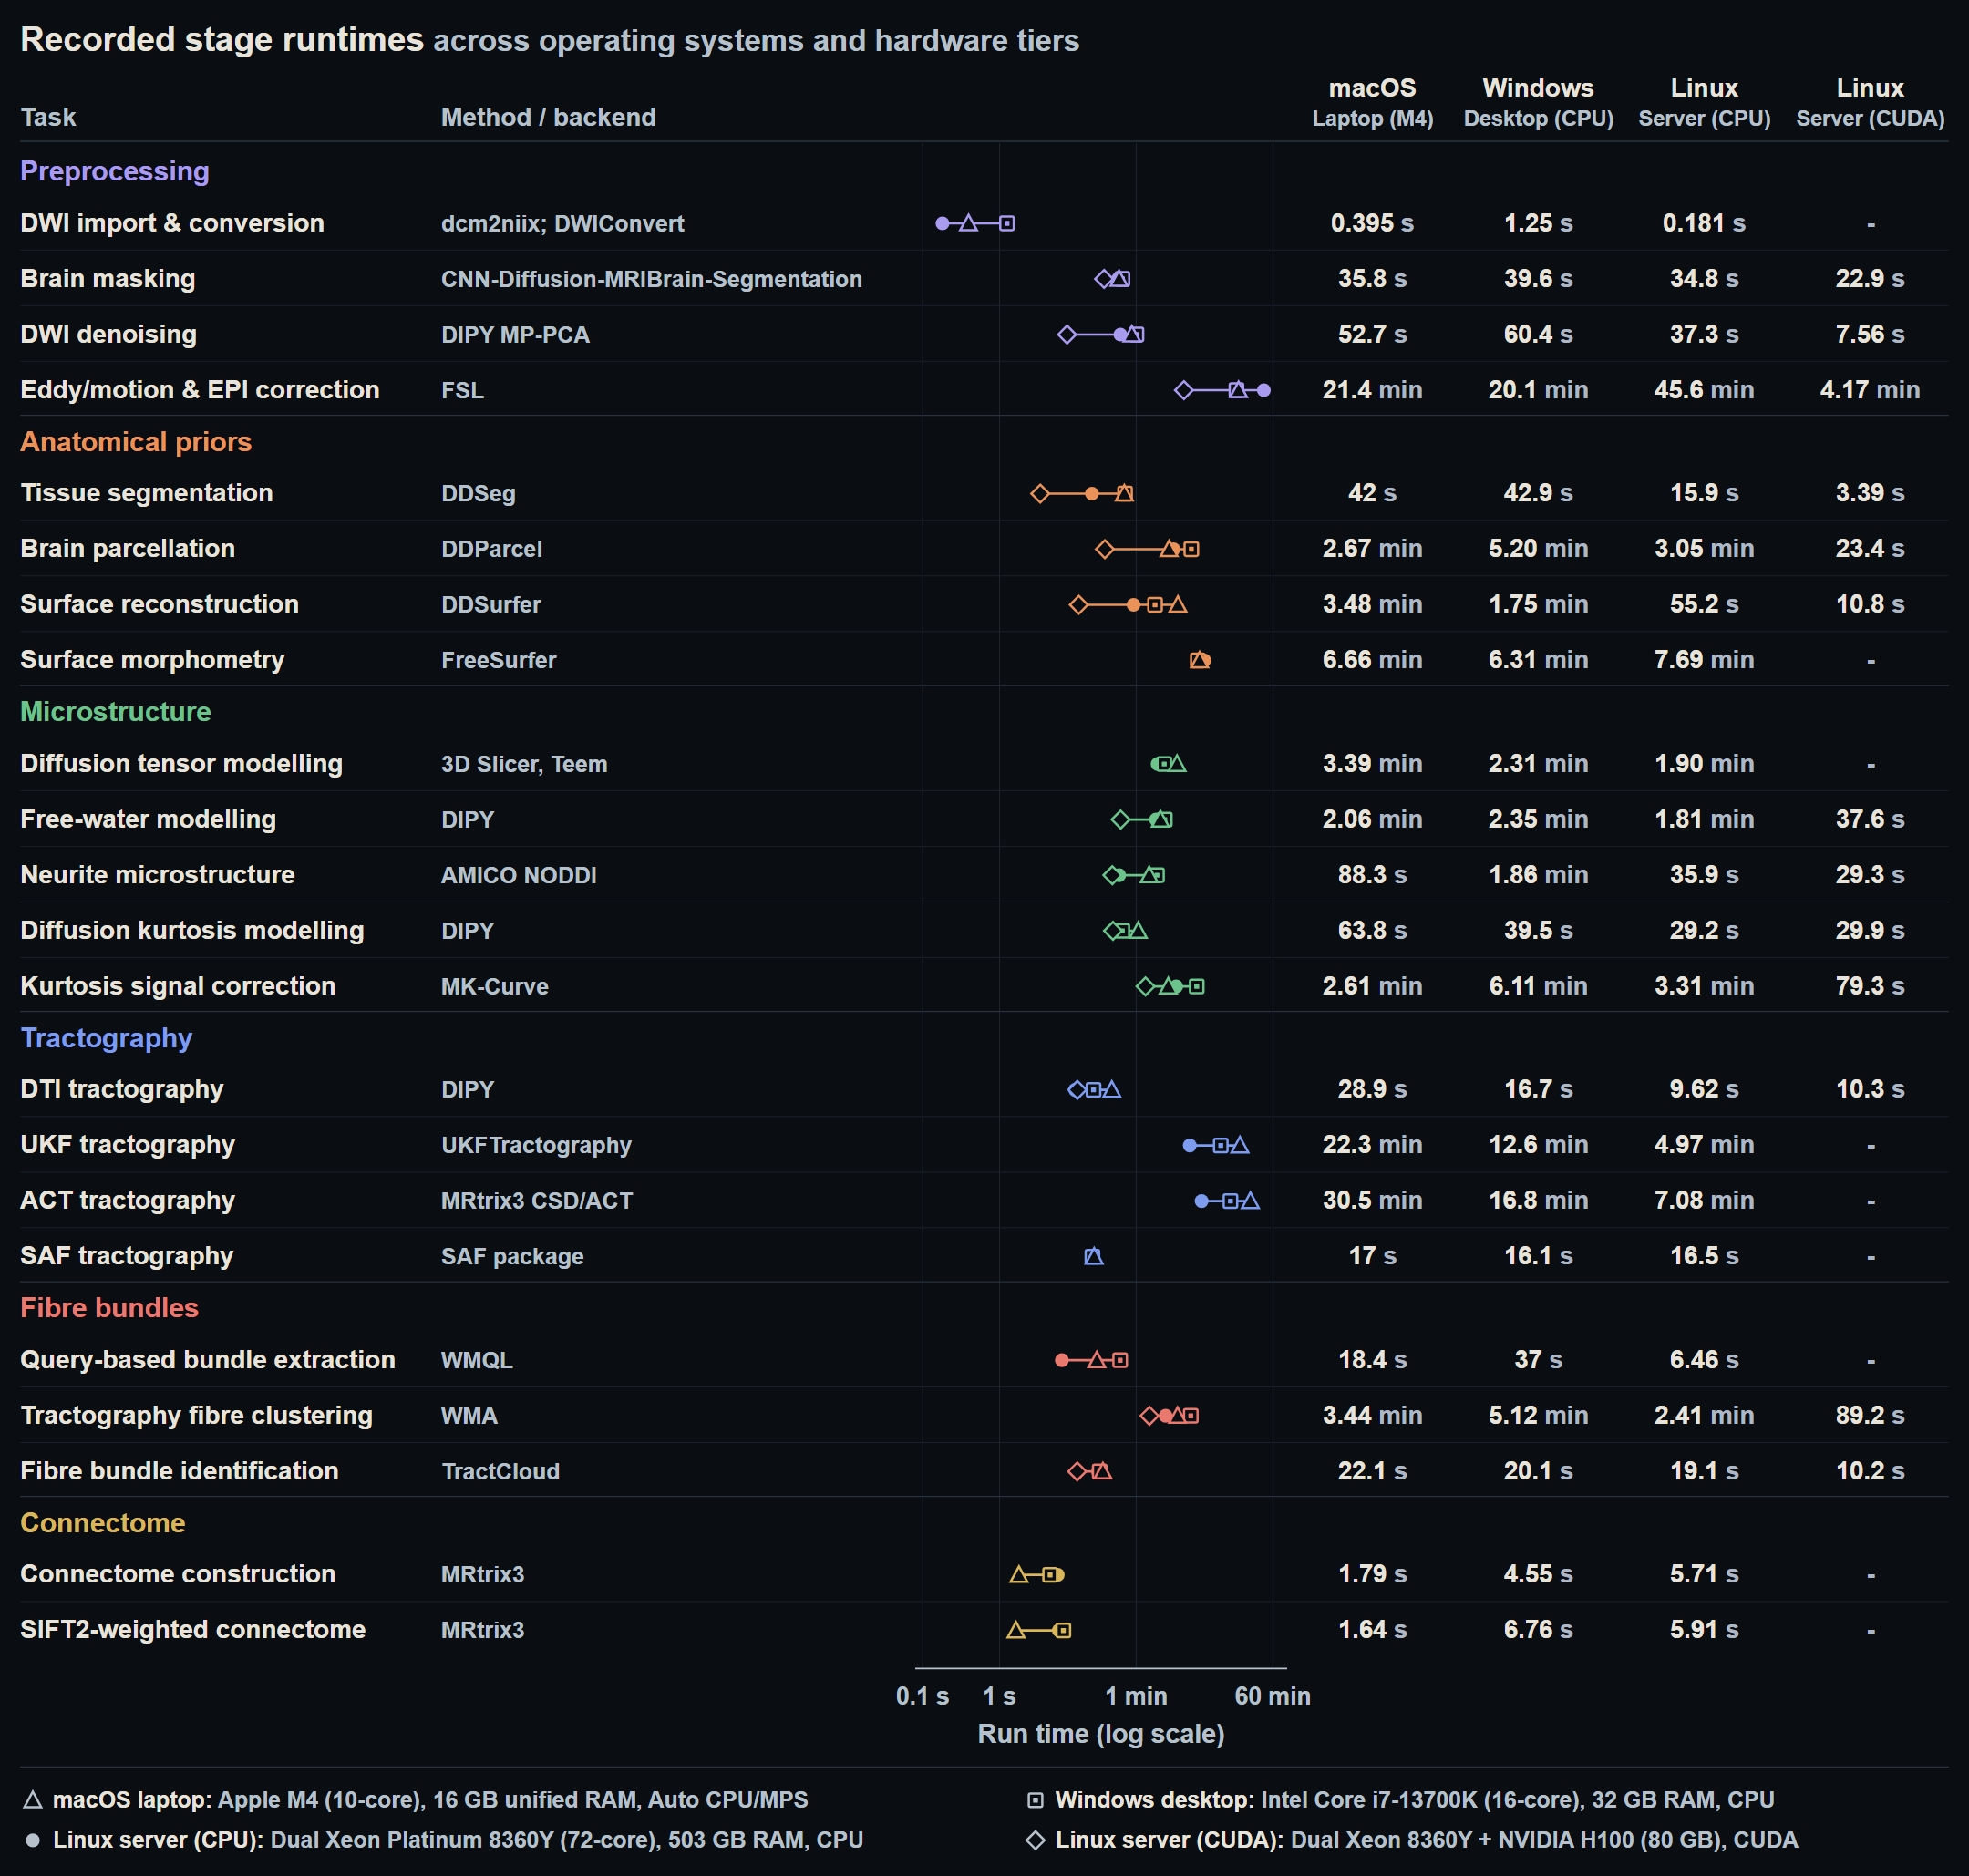 Recorded stage runtimes across operating systems and hardware tiers
macOS Windows Linux Linux
Task Method / backend Laptop (M4) Desktop (CPU) Server (CPU) Server (CUDA)
Preprocessing
DWI import & conversion dcm2niix; DWIConvert 0.395 s 1.25 s 0.181 s -
Brain masking CNN-Diffusion-MRIBrain-Segmentation 35.8 s 39.6 s 34.8 s 22.9 s
DWI denoising DIPY MP-PCA 52.7 s 60.4 s 37.3 s 7.56 s
Eddy/motion & EPI correction FSL 21.4 min 20.1 min 45.6 min 4.17 min
Anatomical priors
Tissue segmentation DDSeg 42 s 42.9 s 15.9 s 3.39 s
Brain parcellation DDParcel 2.67 min 5.20 min 3.05 min 23.4 s
Surface reconstruction DDSurfer 3.48 min 1.75 min 55.2 s 10.8 s
Surface morphometry FreeSurfer 6.66 min 6.31 min 7.69 min -
Microstructure
Diffusion tensor modelling 3D Slicer, Teem 3.39 min 2.31 min 1.90 min -
Free-water modelling DIPY 2.06 min 2.35 min 1.81 min 37.6 s
Neurite microstructure AMICO NODDI 88.3 s 1.86 min 35.9 s 29.3 s
Diffusion kurtosis modelling DIPY 63.8 s 39.5 s 29.2 s 29.9 s
Kurtosis signal correction MK-Curve 2.61 min 6.11 min 3.31 min 79.3 s
Tractography
DTI tractography DIPY 28.9 s 16.7 s 9.62 s 10.3 s
UKF tractography UKFTractography 22.3 min 12.6 min 4.97 min -
ACT tractography MRtrix3 CSD/ACT 30.5 min 16.8 min 7.08 min -
SAF tractography SAF package 17 s 16.1 s 16.5 s -
Fibre bundles
Query-based bundle extraction WMQL 18.4 s 37 s 6.46 s -
Tractography fibre clustering WMA 3.44 min 5.12 min 2.41 min 89.2 s
Fibre bundle identification TractCloud 22.1 s 20.1 s 19.1 s 10.2 s
Connectome
Connectome construction MRtrix3 1.79 s 4.55 s 5.71 s -
SIFT2-weighted connectome MRtrix3 1.64 s 6.76 s 5.91 s -
0.1 s 1 s 1 min 60 min
Run time (log scale)
macOS laptop: Apple M4 (10-core), 16 GB unified RAM, Auto CPU/MPS
Windows desktop: Intel Core i7-13700K (16-core), 32 GB RAM, CPU
Linux server (CPU): Dual Xeon Platinum 8360Y (72-core), 503 GB RAM, CPU
Linux server (CUDA): Dual Xeon 8360Y + NVIDIA H100 (80 GB), CUDA